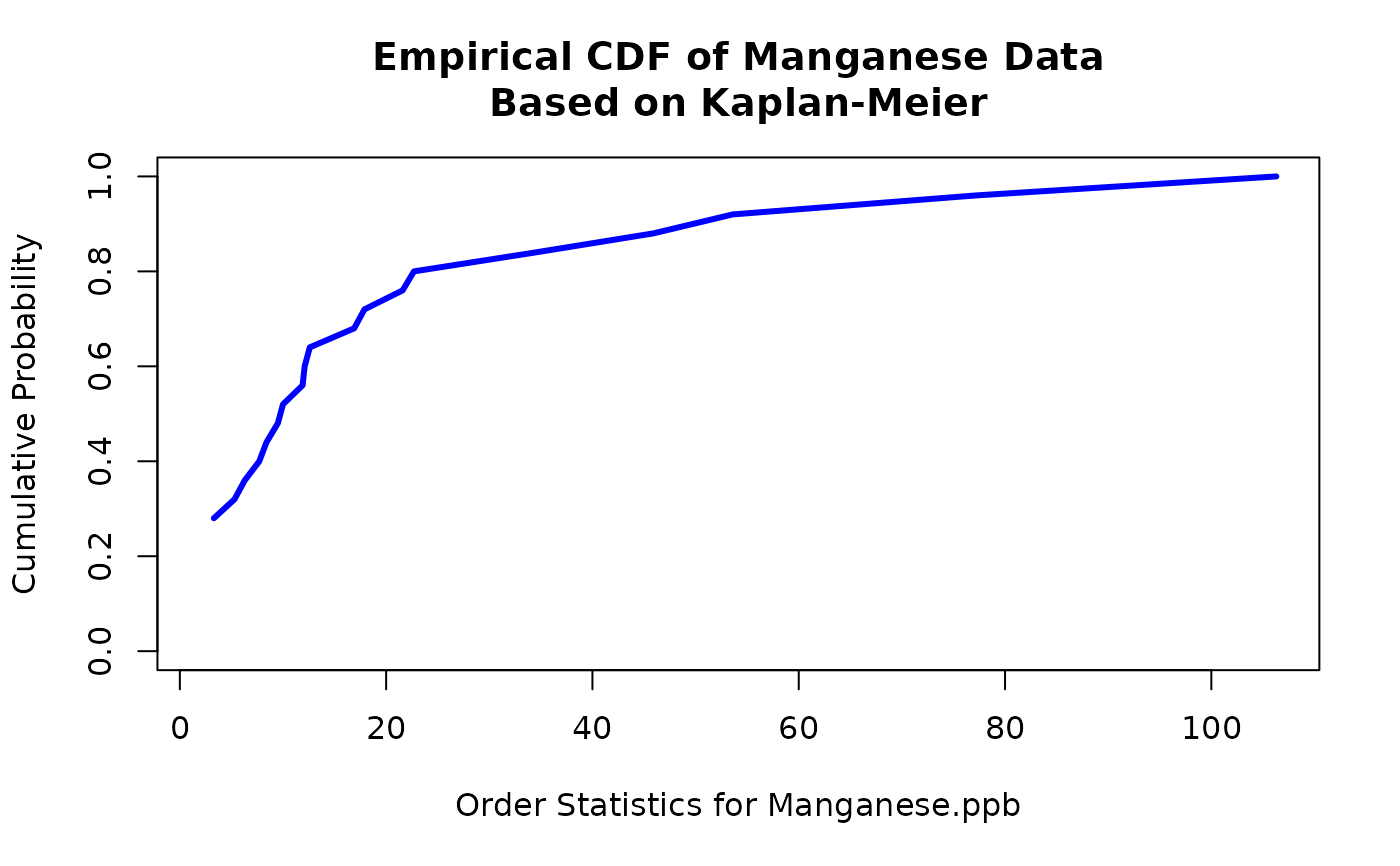 Empirical CDF of Manganese Data
Based on Kaplan-Meier
Cumulative Probability
1.0
0.8
0.6
0.4
0.2
0.0
0 20 40 60 80 100
Order Statistics for Manganese.ppb